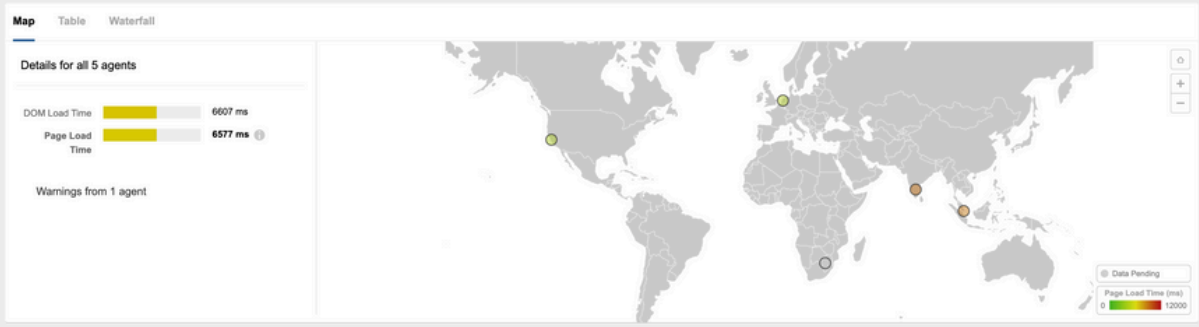 Map Table Waterfall
Details for all 5 agents
DOM Load Time 6607 ms
Page Load 6577 ms
Time
Warnings from 1 agent
+
−
Data Pending
Page Load Time (ms)
0 12000